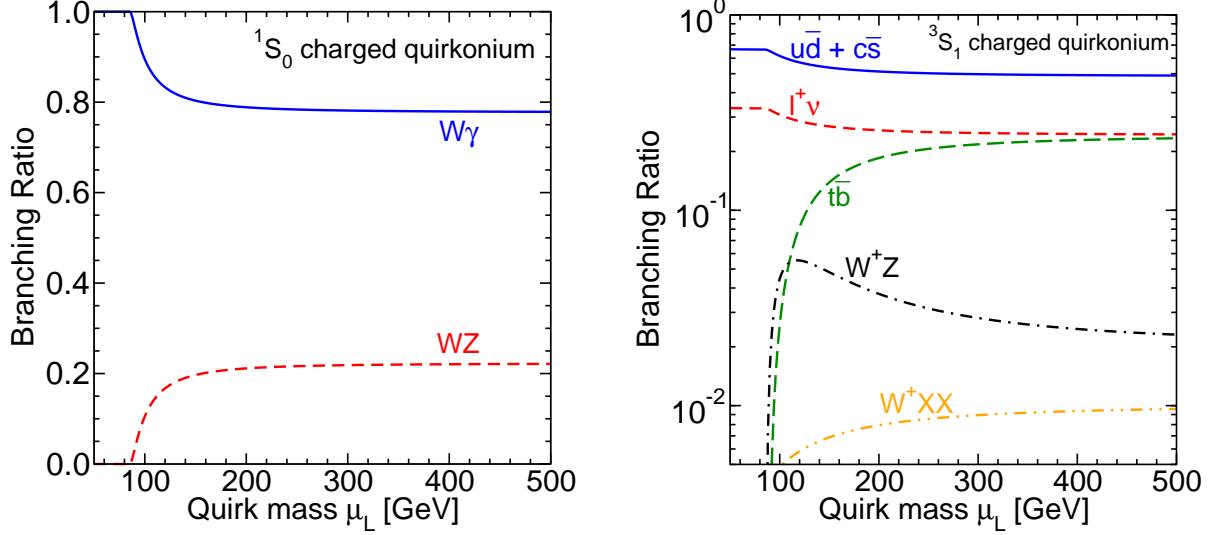 1.0
0.8
0.6
0.4
0.2
0.0
Branching Ratio
¹S₀ charged quirkonium
Wγ
WZ
100 200 300 400 500
Quirk mass μ_L [GeV]
10⁰
10⁻¹
10⁻²
Branching Ratio
ud̅ + cs̅
³S₁ charged quirkonium
l⁺ν
tb̅
W⁺Z
W⁺XX
100 200 300 400 500
Quirk mass μ_L [GeV]